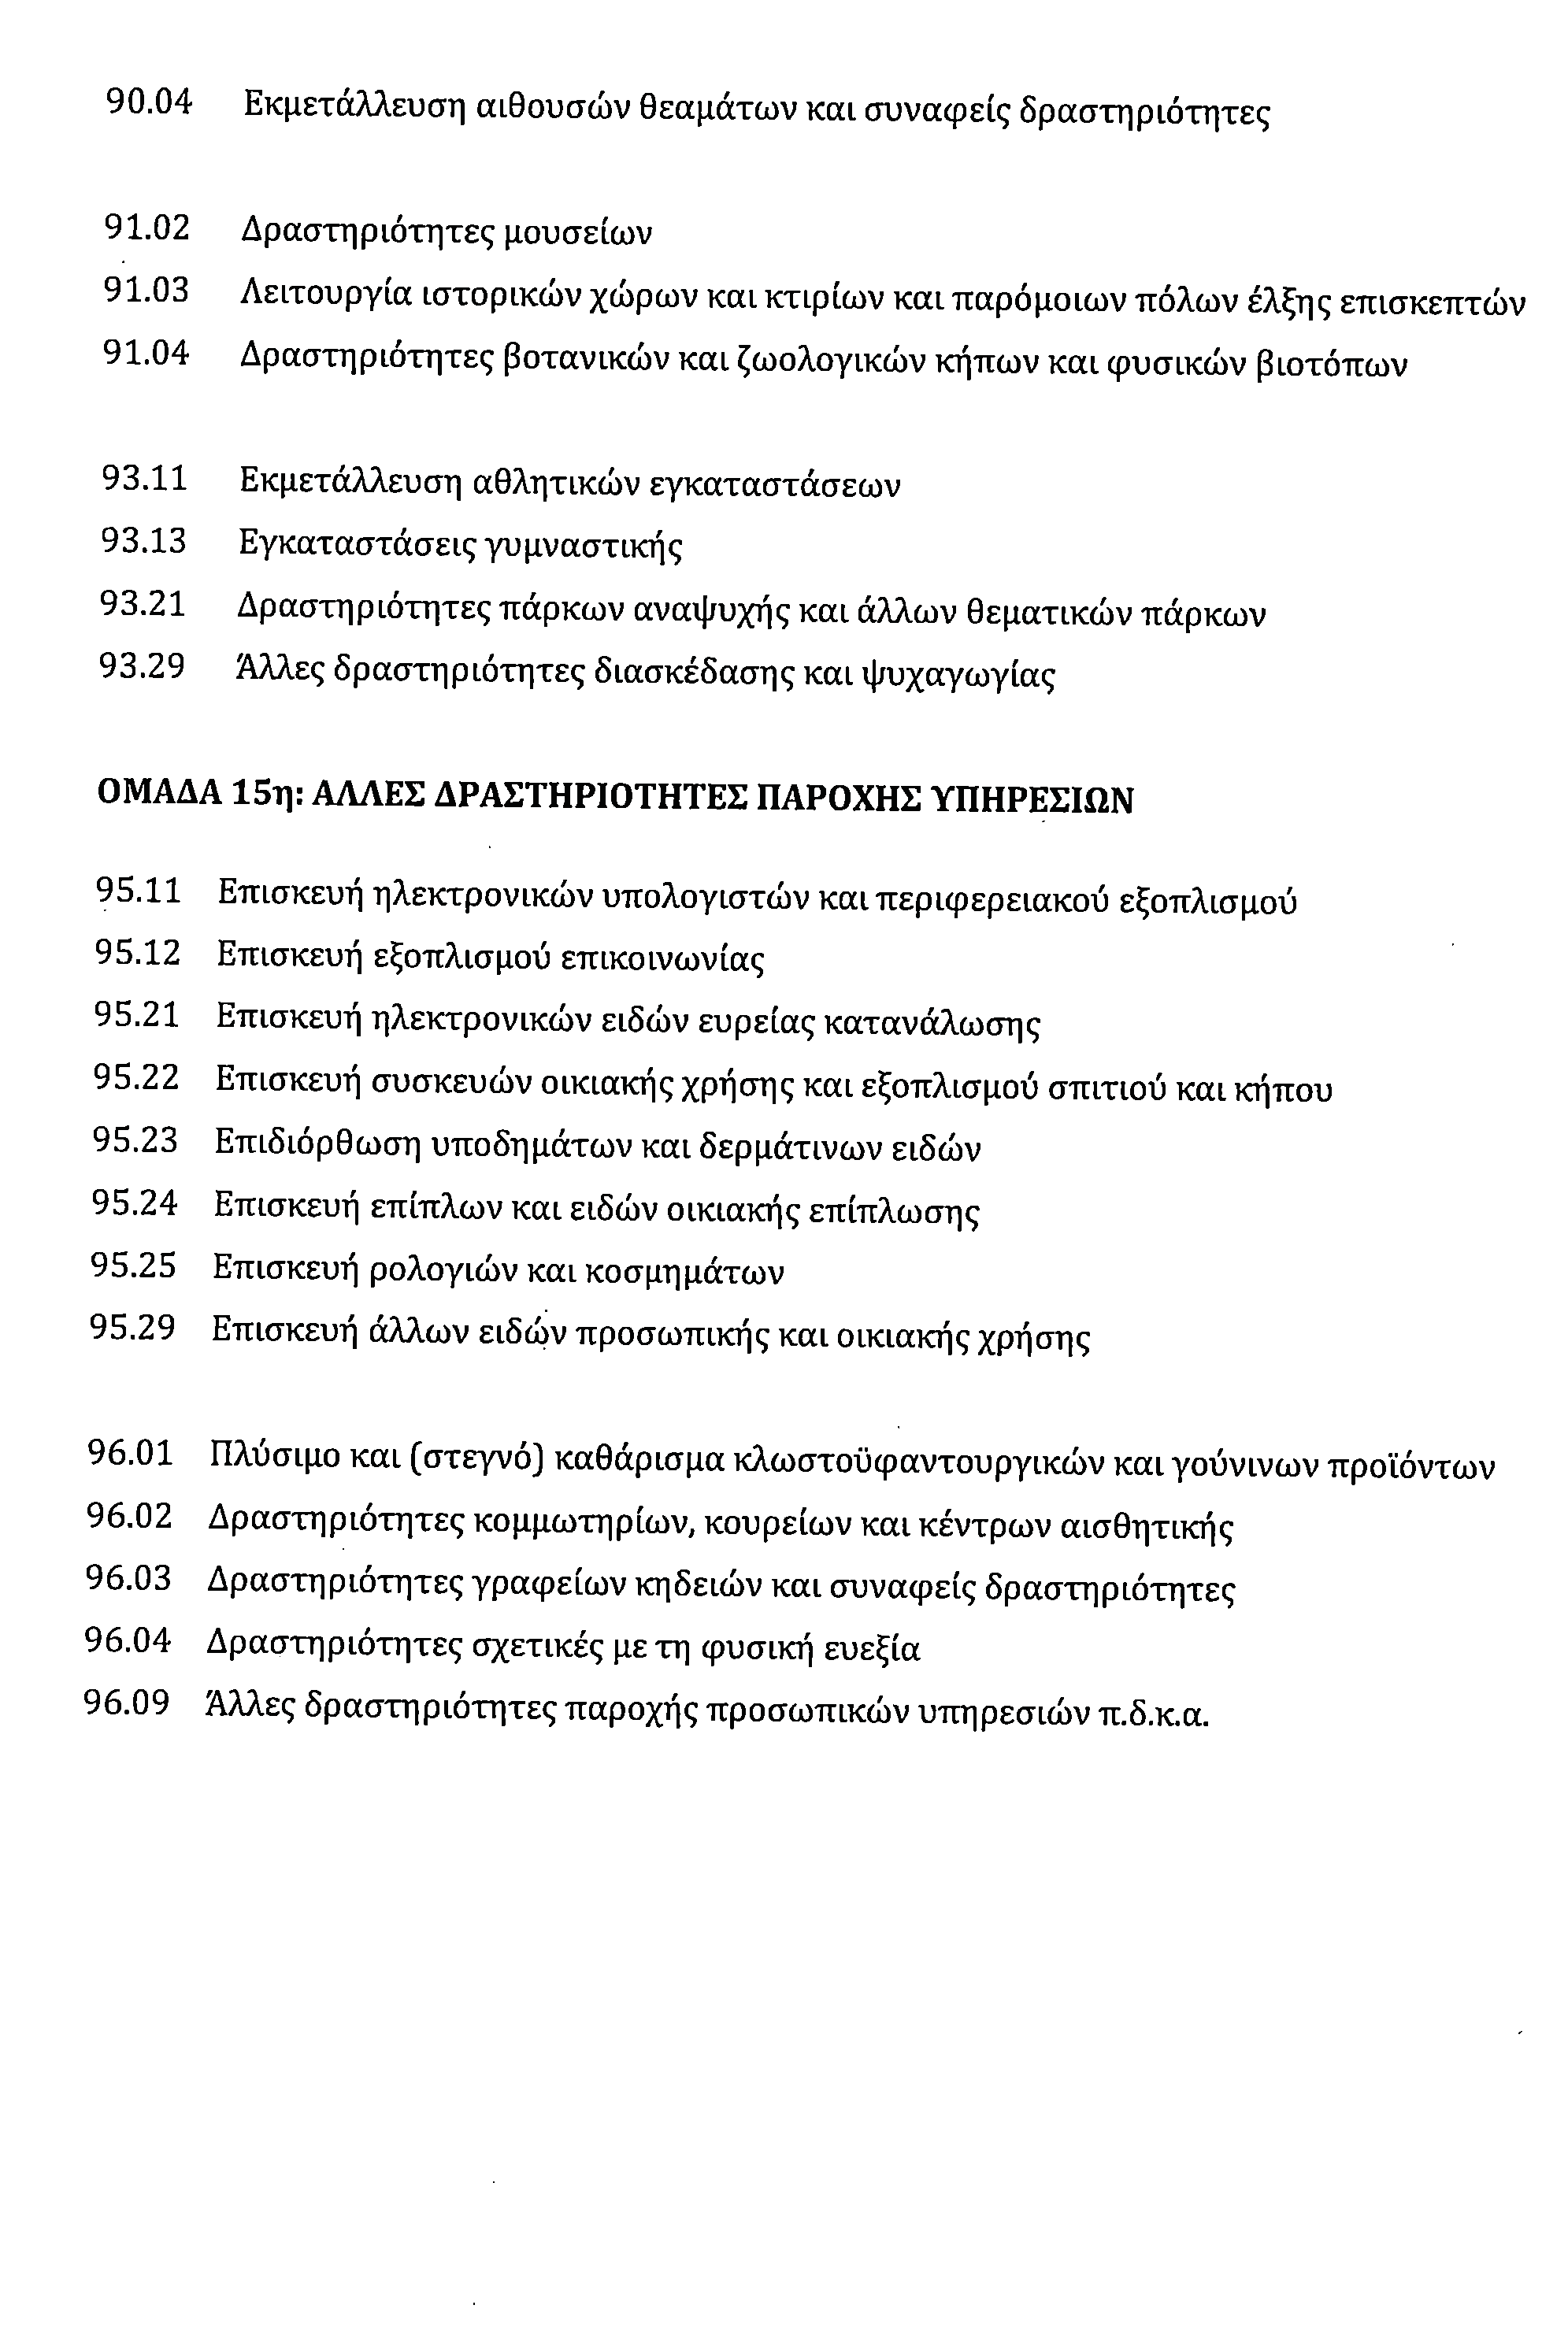 90.04 Εκμετάλλευση αιθουσών θεαμάτων και συναφείς δραστηριότητες
91.02 Δραστηριότητες μουσείων
91.03 Λειτουργία ιστορικών χώρων και κτιρίων και παρόμοιων πόλων έλξης επισκεπτών
91.04 Δραστηριότητες βοτανικών και ζωολογικών κήπων και φυσικών βιοτόπων
93.11 Εκμετάλλευση αθλητικών εγκαταστάσεων
93.13 Εγκαταστάσεις γυμναστικής
93.21 Δραστηριότητες πάρκων αναψυχής και άλλων θεματικών πάρκων
93.29 Άλλες δραστηριότητες διασκέδασης και ψυχαγωγίας
ΟΜΑΔΑ 15η: ΑΛΛΕΣ ΔΡΑΣΤΗΡΙΟΤΗΤΕΣ ΠΑΡΟΧΗΣ ΥΠΗΡΕΣΙΩΝ
95.11 Επισκευή ηλεκτρονικών υπολογιστών και περιφερειακού εξοπλισμού
95.12 Επισκευή εξοπλισμού επικοινωνίας
95.21 Επισκευή ηλεκτρονικών ειδών ευρείας κατανάλωσης
95.22 Επισκευή συσκευών οικιακής χρήσης και εξοπλισμού σπιτιού και κήπου
95.23 Επιδιόρθωση υποδημάτων και δερμάτινων ειδών
95.24 Επισκευή επίπλων και ειδών οικιακής επίπλωσης
95.25 Επισκευή ρολογιών και κοσμημάτων
95.29 Επισκευή άλλων ειδών προσωπικής και οικιακής χρήσης
96.01 Πλύσιμο και (στεγνό) καθάρισμα κλωστοϋφαντουργικών και γούνινων προϊόντων
96.02 Δραστηριότητες κομμωτηρίων, κουρείων και κέντρων αισθητικής
96.03 Δραστηριότητες γραφείων κηδειών και συναφείς δραστηριότητες
96.04 Δραστηριότητες σχετικές με τη φυσική ευεξία
96.09 Άλλες δραστηριότητες παροχής προσωπικών υπηρεσιών π.δ.κ.α.